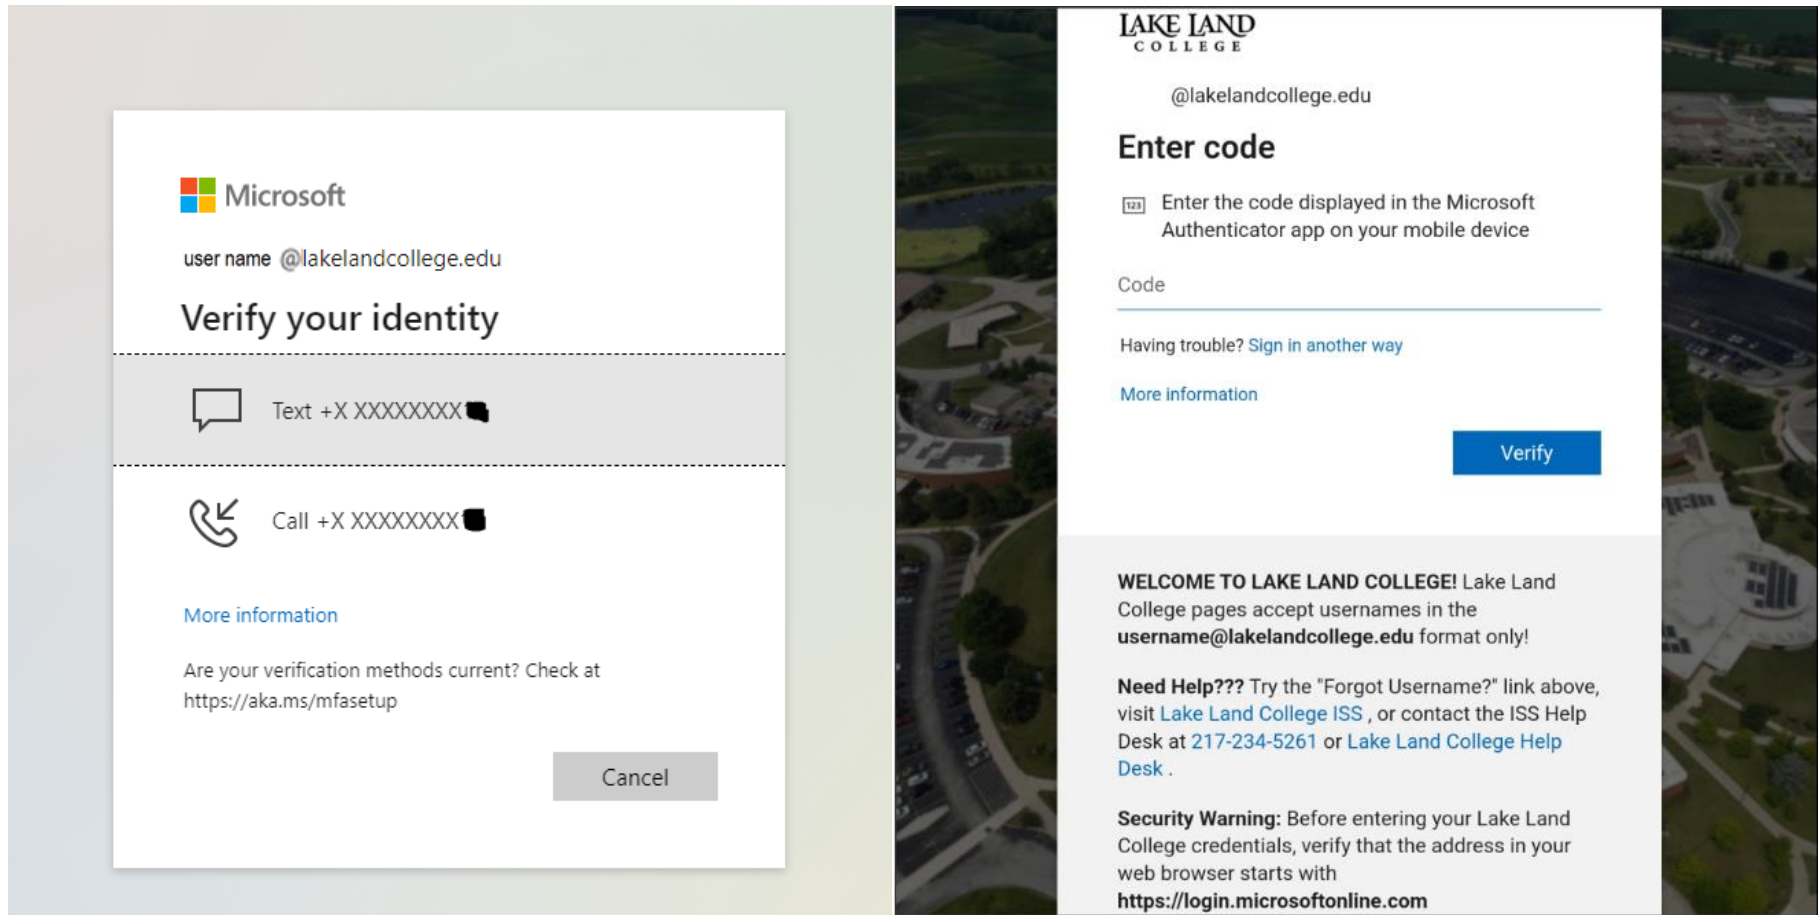 Microsoft
user name @lakelandcollege.edu
Verify your identity
Text +X XXXXXXXX
Call +X XXXXXXXX
More information
Are your verification methods current? Check at
https://aka.ms/mfasetup
Cancel
LAKE LAND
COLLEGE
@lakelandcollege.edu
Enter code
123
Enter the code displayed in the Microsoft
Authenticator app on your mobile device
Code
Having trouble? Sign in another way
More information
Verify
WELCOME TO LAKE LAND COLLEGE! Lake Land
College pages accept usernames in the
username@lakelandcollege.edu format only!
Need Help??? Try the "Forgot Username?" link above,
visit Lake Land College ISS , or contact the ISS Help
Desk at 217-234-5261 or Lake Land College Help
Desk .
Security Warning: Before entering your Lake Land
College credentials, verify that the address in your
web browser starts with
https://login.microsoftonline.com